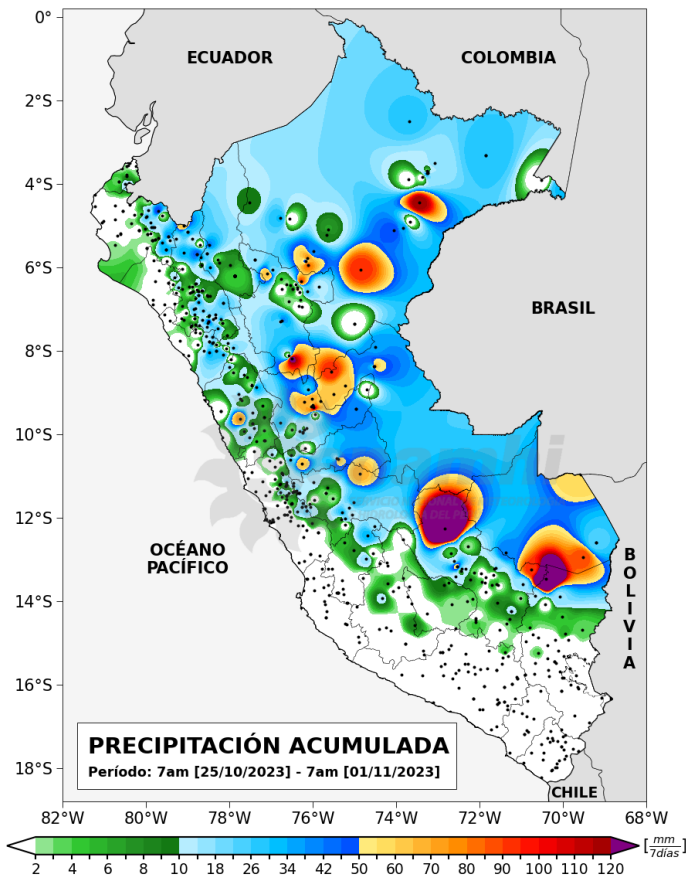 0°
2°S
4°S
6°S
8°S
10°S
12°S
14°S
16°S
18°S
ECUADOR
COLOMBIA
BRASIL
OCÉANO
PACÍFICO
B
O
L
I
V
I
A
PRECIPITACIÓN ACUMULADA
Período: 7am [25/10/2023] - 7am [01/11/2023]
CHILE
82°W 80°W 78°W 76°W 74°W 72°W 70°W 68°W
2 4 6 8 10 18 26 34 42 50 60 70 80 90 100 110 120
[mm/7días]